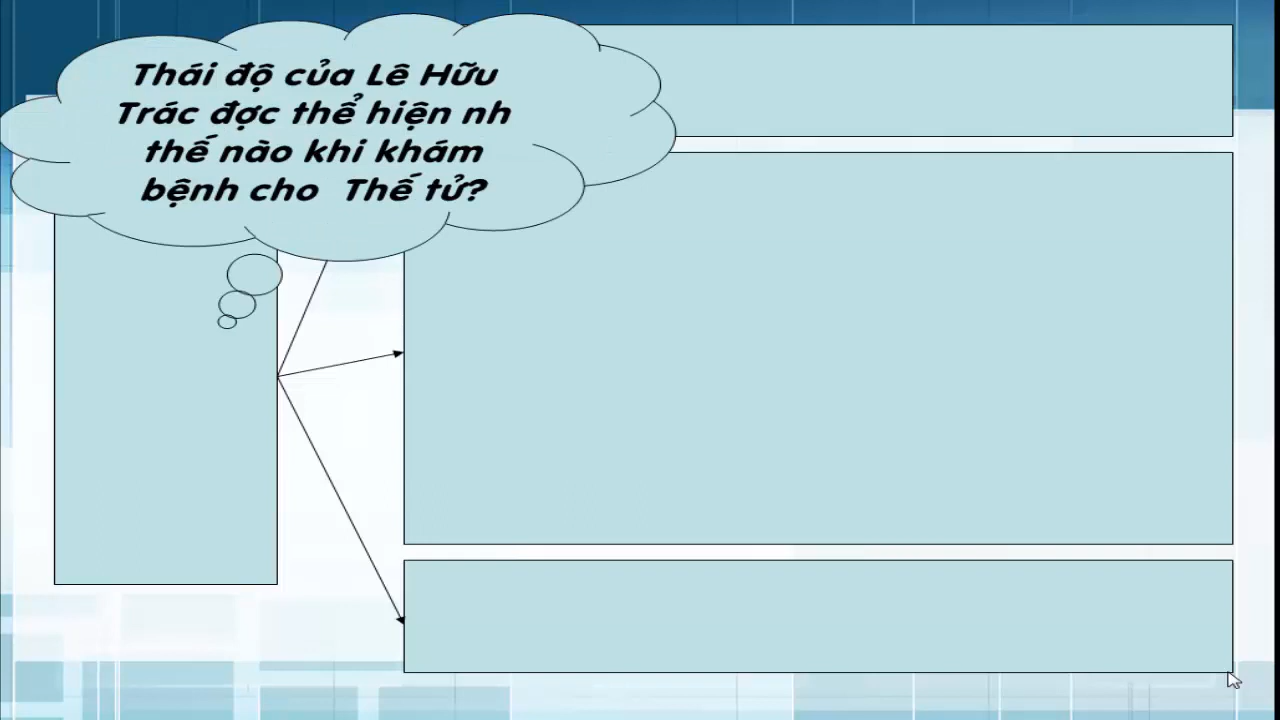 Thái độ của Lê Hữu
Trác đợc thể hiện nh
thế nào khi khám
bệnh cho Thế tử?